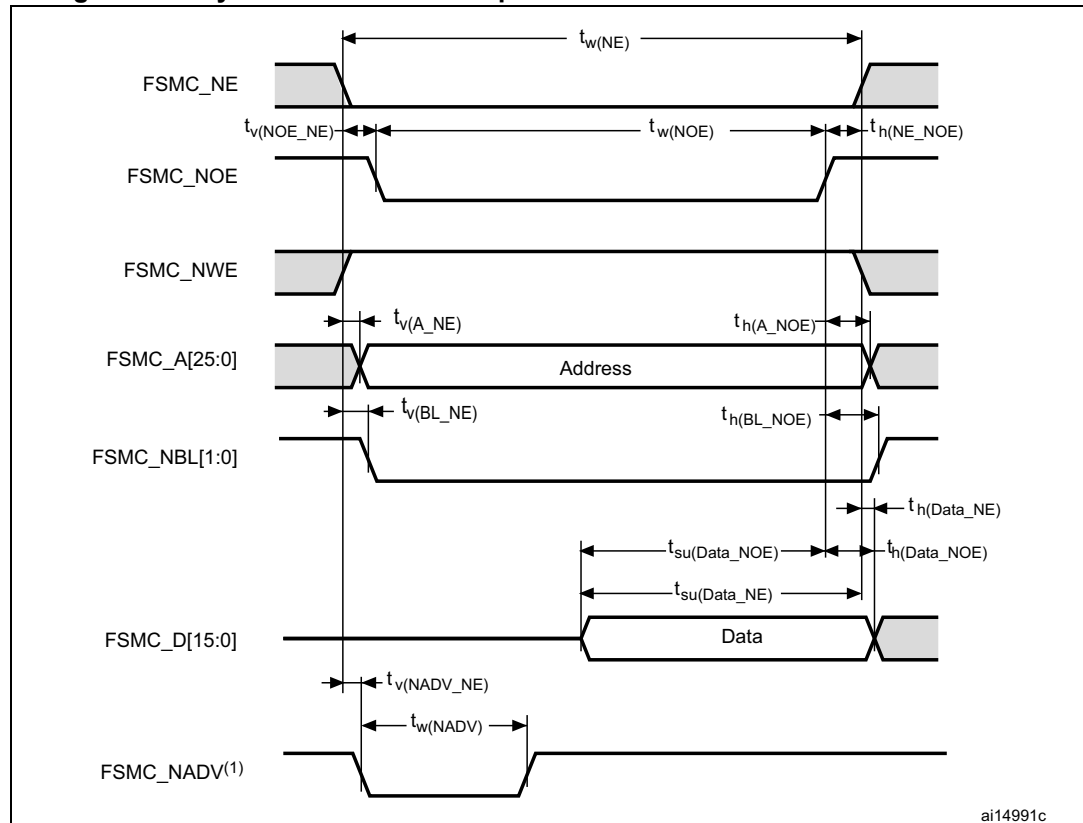 t_w(NE)
FSMC_NE
t_v(NOE_NE)
t_w(NOE)
t_h(NE_NOE)
FSMC_NOE
FSMC_NWE
t_v(A_NE)
t_h(A_NOE)
FSMC_A[25:0]
Address
t_v(BL_NE)
t_h(BL_NOE)
FSMC_NBL[1:0]
t_h(Data_NE)
t_su(Data_NOE)
t_h(Data_NOE)
t_su(Data_NE)
FSMC_D[15:0]
Data
t_v(NADV_NE)
t_w(NADV)
FSMC_NADV(1)
ai14991c